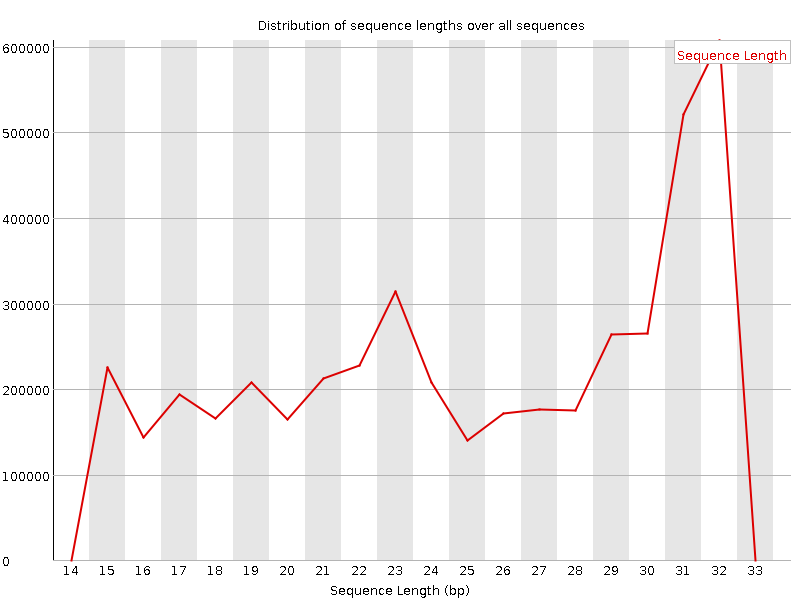 Distribution of sequence lengths over all sequences
Sequence Length
600000
500000
400000
300000
200000
100000
0
14 15 16 17 18 19 20 21 22 23 24 25 26 27 28 29 30 31 32 33
Sequence Length (bp)